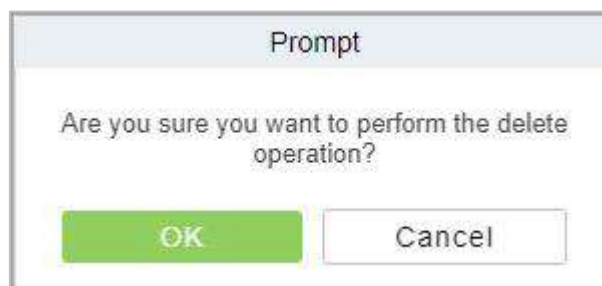 Prompt
Are you sure you want to perform the delete
operation?
OK
Cancel